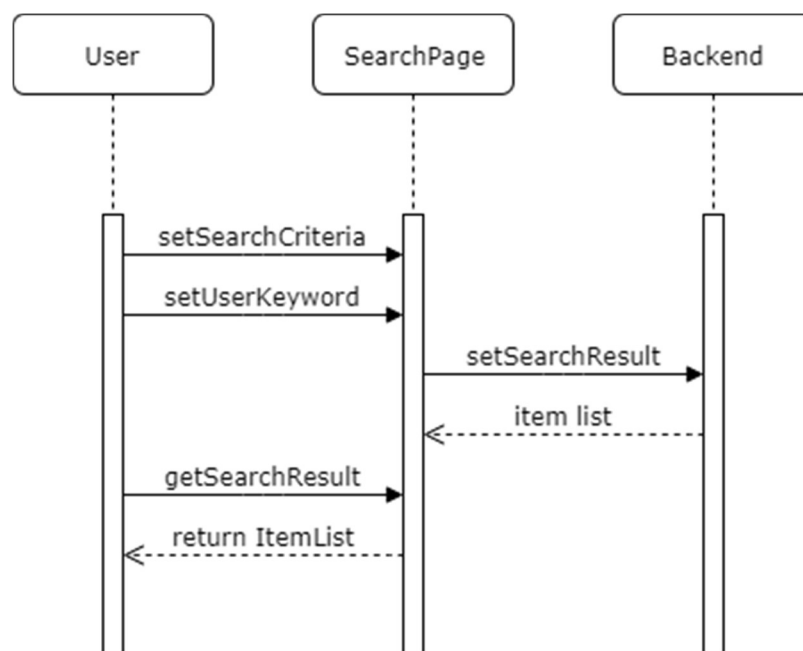 User
SearchPage
Backend
setSearchCriteria
setUserKeyword
setSearchResult
item list
getSearchResult
return ItemList